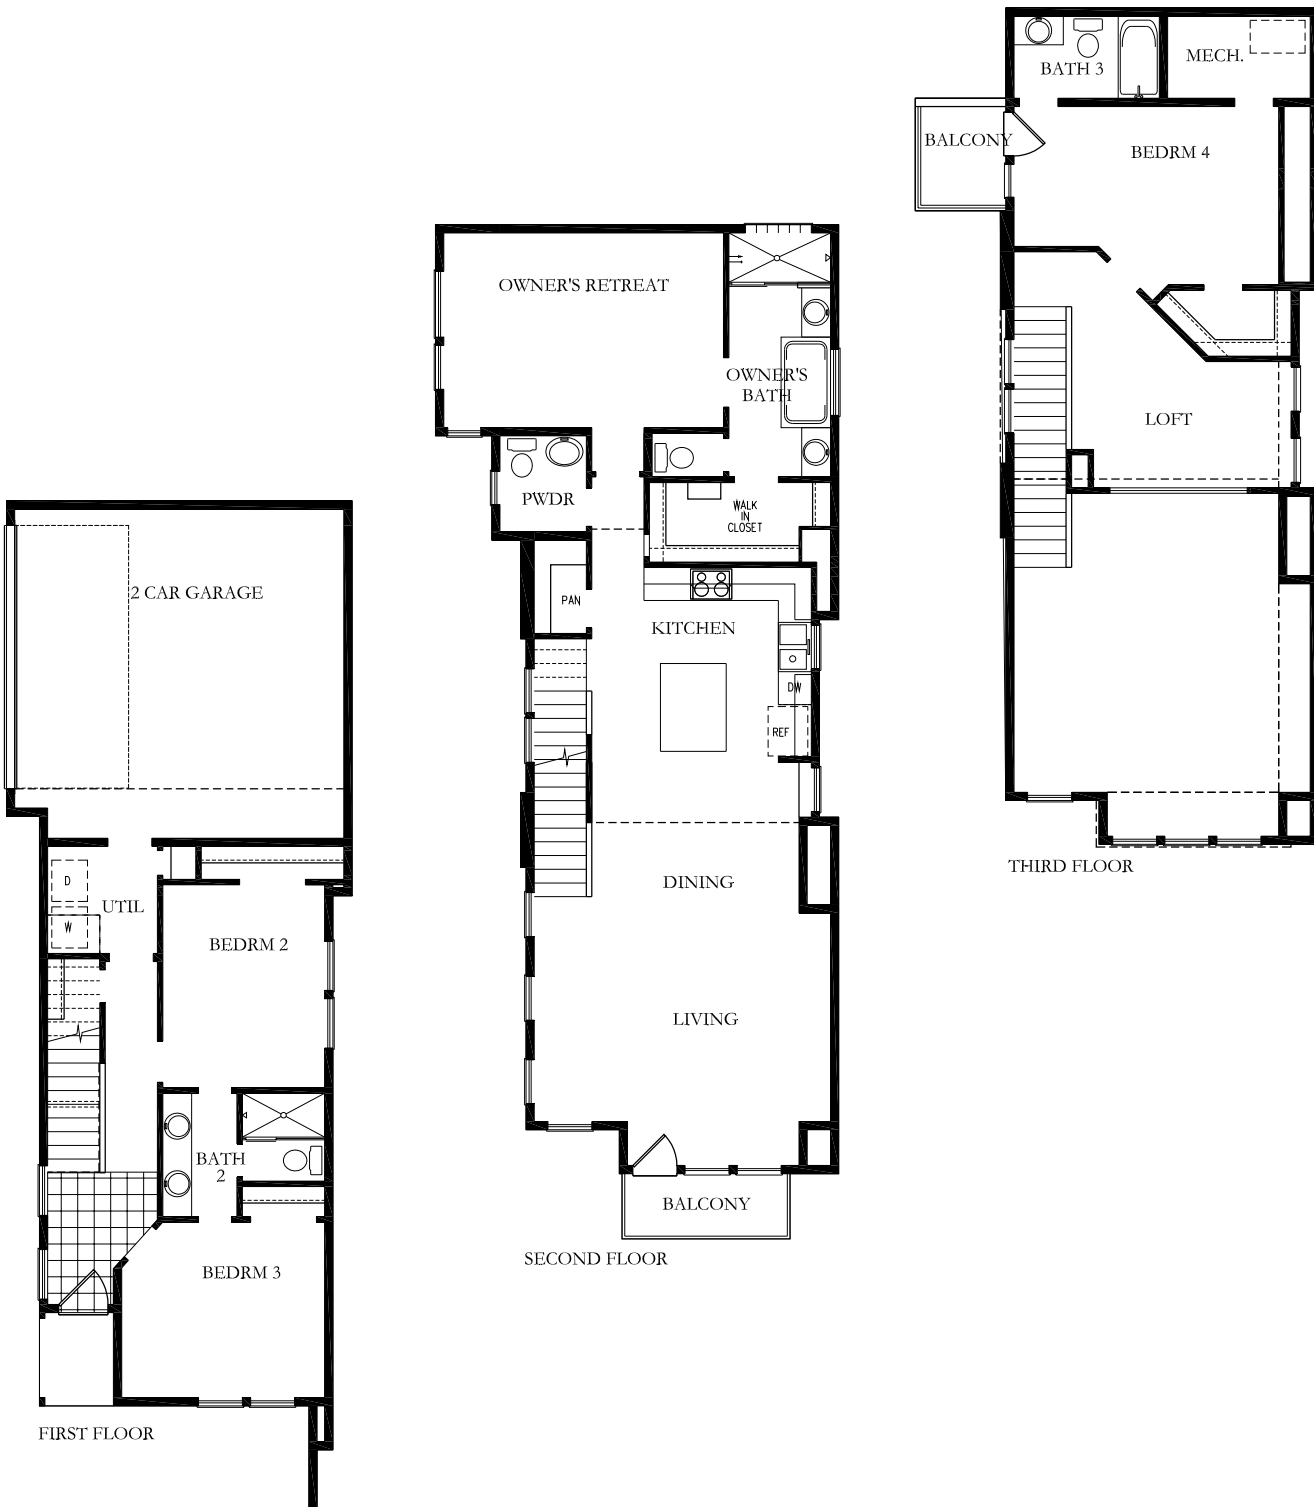 2 CAR GARAGE
D
W
UTIL
BEDRM 2
BATH
2
BEDRM 3
FIRST FLOOR
OWNER'S RETREAT
OWNER'S
BATH
PWDR
WALK
IN
CLOSET
PAN
KITCHEN
DW
REF
DINING
LIVING
BALCONY
SECOND FLOOR
BATH 3
MECH.
BALCONY
BEDRM 4
LOFT
THIRD FLOOR